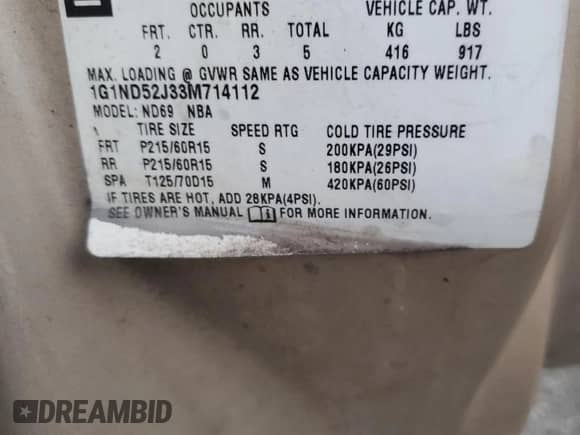 OCCUPANTS VEHICLE CAP. WT.
FRT. CTR. RR. TOTAL KG LBS
2 0 3 5 416 917
MAX. LOADING @ GVWR SAME AS VEHICLE CAPACITY WEIGHT.
1G1ND52J33M714112
MODEL: ND69 NBA
TIRE SIZE SPEED RTG COLD TIRE PRESSURE
FRT P215/60R15 S 200KPA(29PSI)
RR P215/60R15 S 180KPA(26PSI)
SPA T125/70D15 M 420KPA(60PSI)
IF TIRES ARE HOT, ADD 28KPA(4PSI).
SEE OWNER'S MANUAL FOR MORE INFORMATION.
DREAMBID